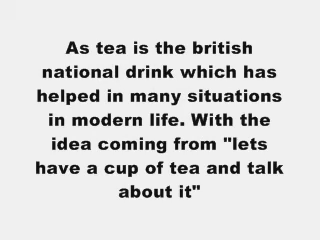 As tea is the british
national drink which has
helped in many situations
in modern life. With the
idea coming from "lets
have a cup of tea and talk
about it"